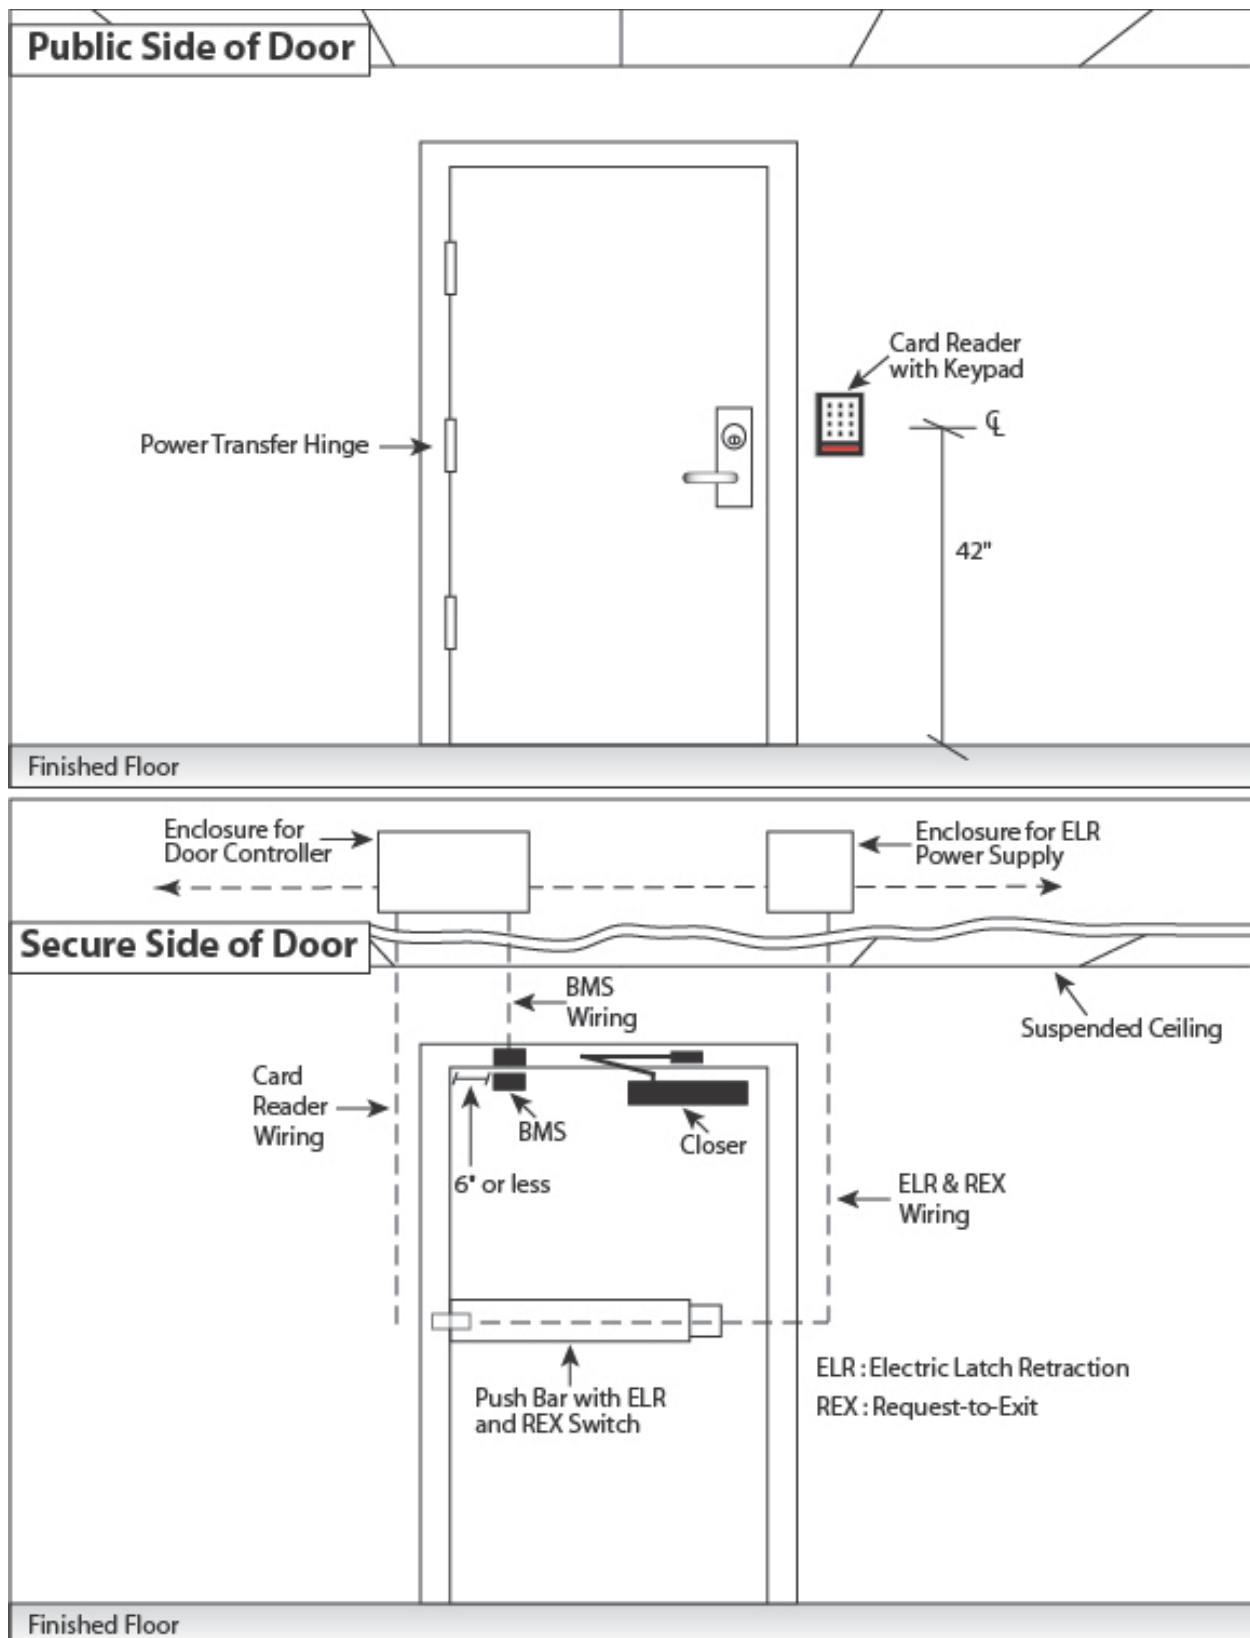 Public Side of Door
Card Reader
with Keypad
Power Transfer Hinge
℄
42"
Finished Floor
Enclosure for
Door Controller
Enclosure for ELR
Power Supply
Secure Side of Door
BMS
Wiring
Suspended Ceiling
Card
Reader
Wiring
BMS
Closer
6" or less
ELR & REX
Wiring
Push Bar with ELR
and REX Switch
ELR : Electric Latch Retraction
REX : Request-to-Exit
Finished Floor